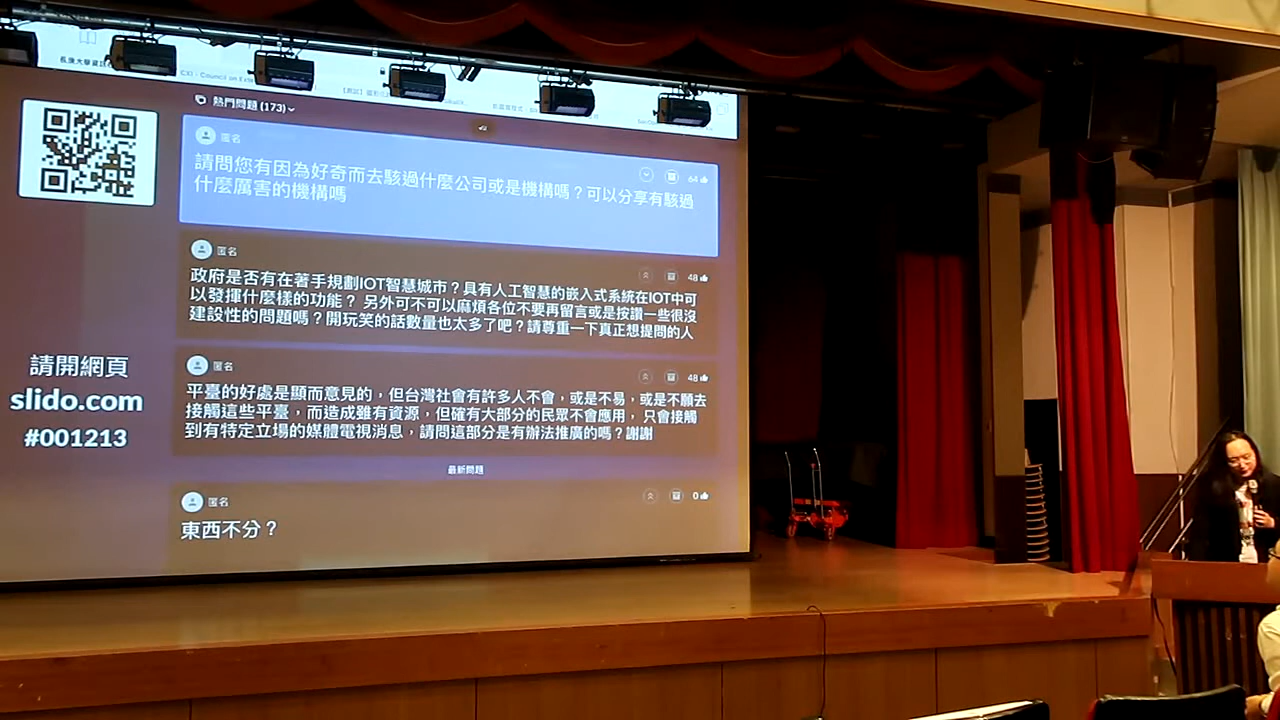 長庚大學資訊
CXI - Council on Exte
熱門問題 (173)
匿名
64
請問您有因為好奇而去駭過什麼公司或是機構嗎？可以分享有駭過
什麼厲害的機構嗎
匿名
48
政府是否有在著手規劃IOT智慧城市？具有人工智慧的嵌入式系統在IOT中可
以發揮什麼樣的功能？ 另外可不可以麻煩各位不要再留言或是按讚一些很沒
建設性的問題嗎？開玩笑的話數量也太多了吧？請尊重一下真正想提問的人
匿名
48
平臺的好處是顯而意見的，但台灣社會有許多人不會，或是不易，或是不願去
接觸這些平臺，而造成雖有資源，但確有大部分的民眾不會應用， 只會接觸
到有特定立場的媒體電視消息，請問這部分是有辦法推廣的嗎？謝謝
最新問題
匿名
0
東西不分？
請開網頁
slido.com
#001213